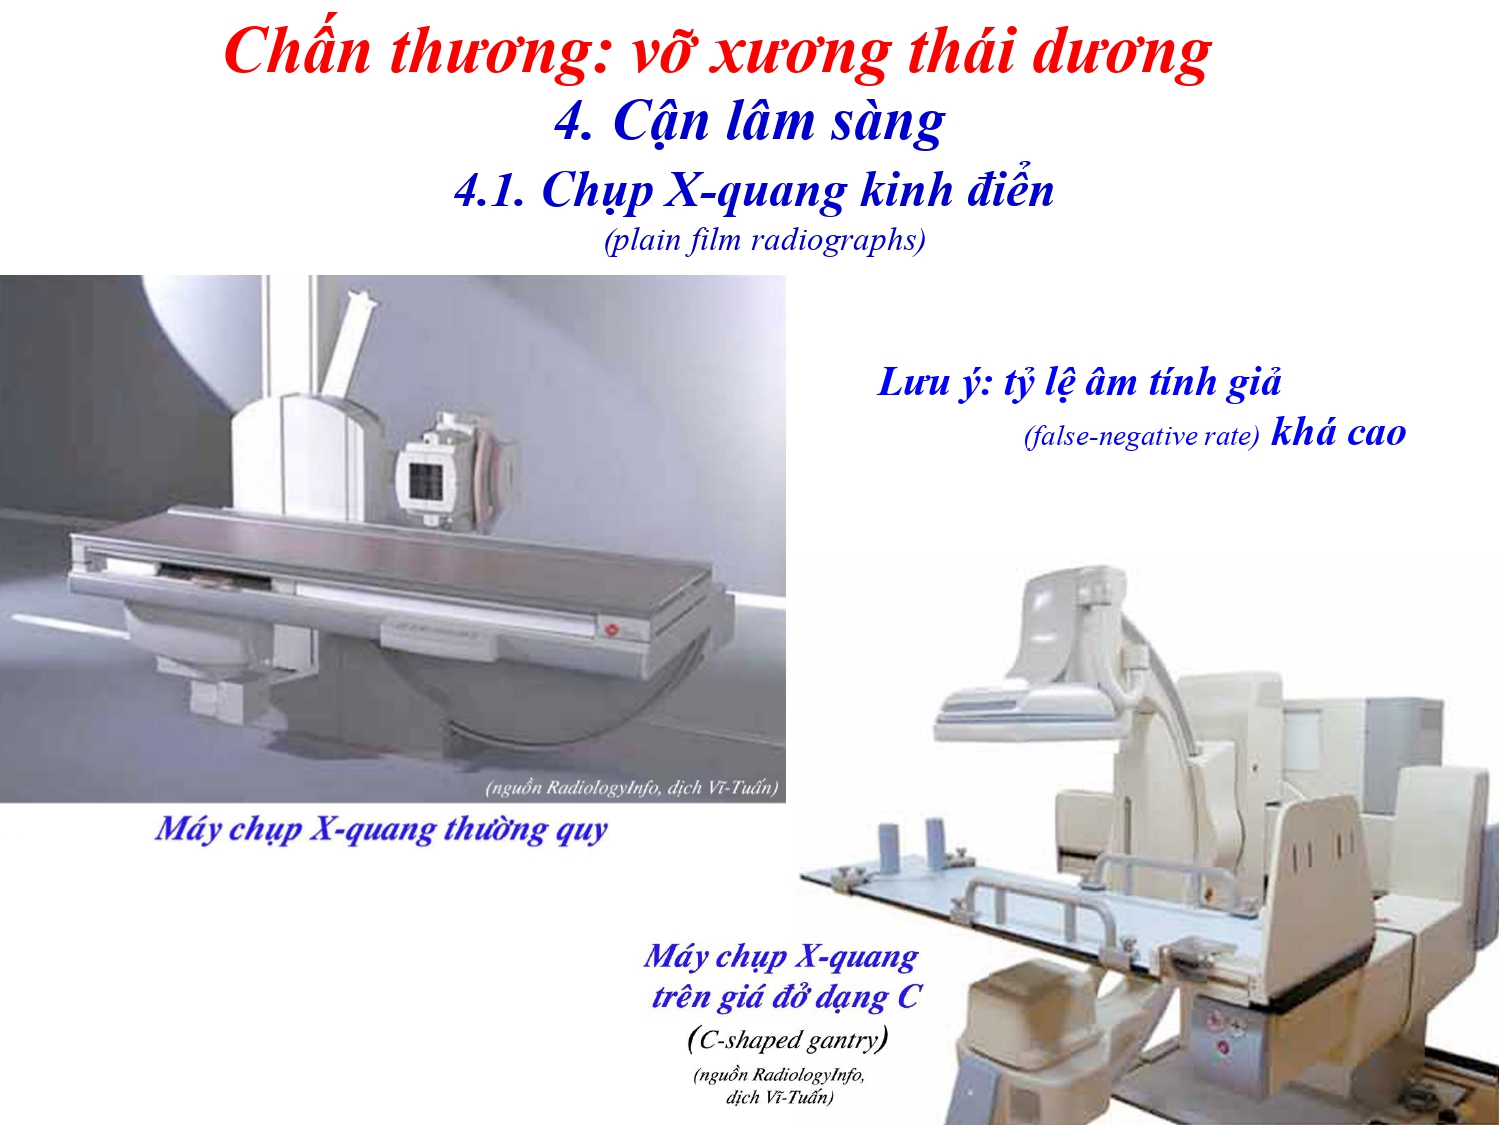 Chấn thương: vỡ xương thái dương
4. Cận lâm sàng
4.1. Chụp X-quang kinh điển
(plain film radiographs)
Lưu ý: tỷ lệ âm tính giả
(false-negative rate) khá cao
(nguồn RadiologyInfo, dịch Vĩ-Tuấn)
Máy chụp X-quang thường quy
Máy chụp X-quang
trên giá đở dạng C
(C-shaped gantry)
(nguồn RadiologyInfo,
dịch Vĩ-Tuấn)